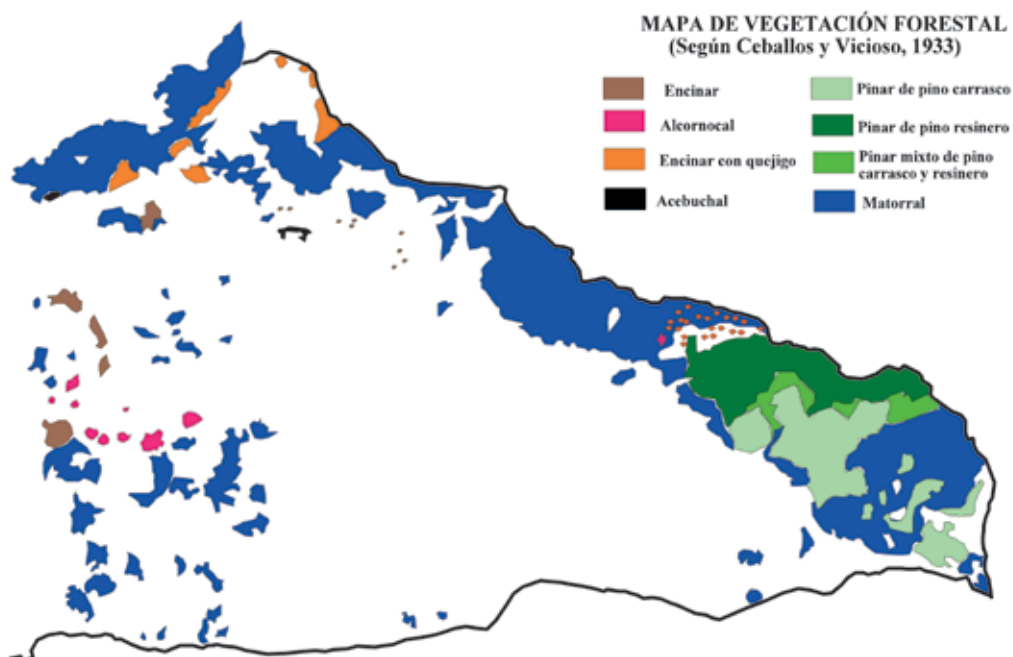 MAPA DE VEGETACIÓN FORESTAL
(Según Ceballos y Vicioso, 1933)
Encinar
Alcornocal
Encinar con quejigo
Acebuchal
Pinar de pino carrasco
Pinar de pino resinero
Pinar mixto de pino
carrasco y resinero
Matorral